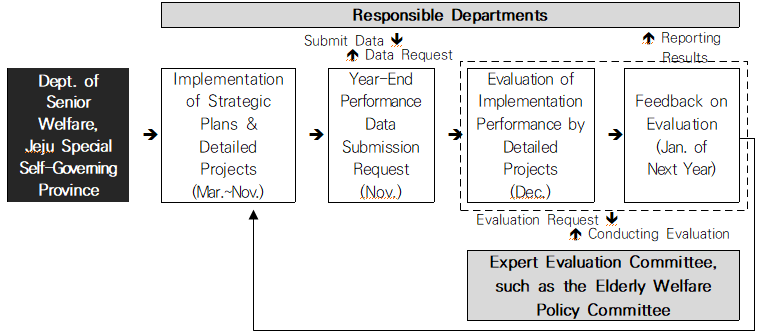 Responsible Departments
Submit Data 🡻
🡹 Data Request
🡹 Reporting
Results
Dept. of
Senior
Welfare,
Jeju Special
Self-Governing
Province
Implementation
of Strategic
Plans &
Detailed
Projects
(Mar.~Nov.)
Year-End
Performance
Data
Submission
Request
(Nov.)
Evaluation of
Implementation
Performance by
Detailed
Projects
(Dec.)
Feedback on
Evaluation
(Jan. of
Next Year)
Evaluation Request 🡻
🡹 Conducting Evaluation
Expert Evaluation Committee,
such as the Elderly Welfare
Policy Committee